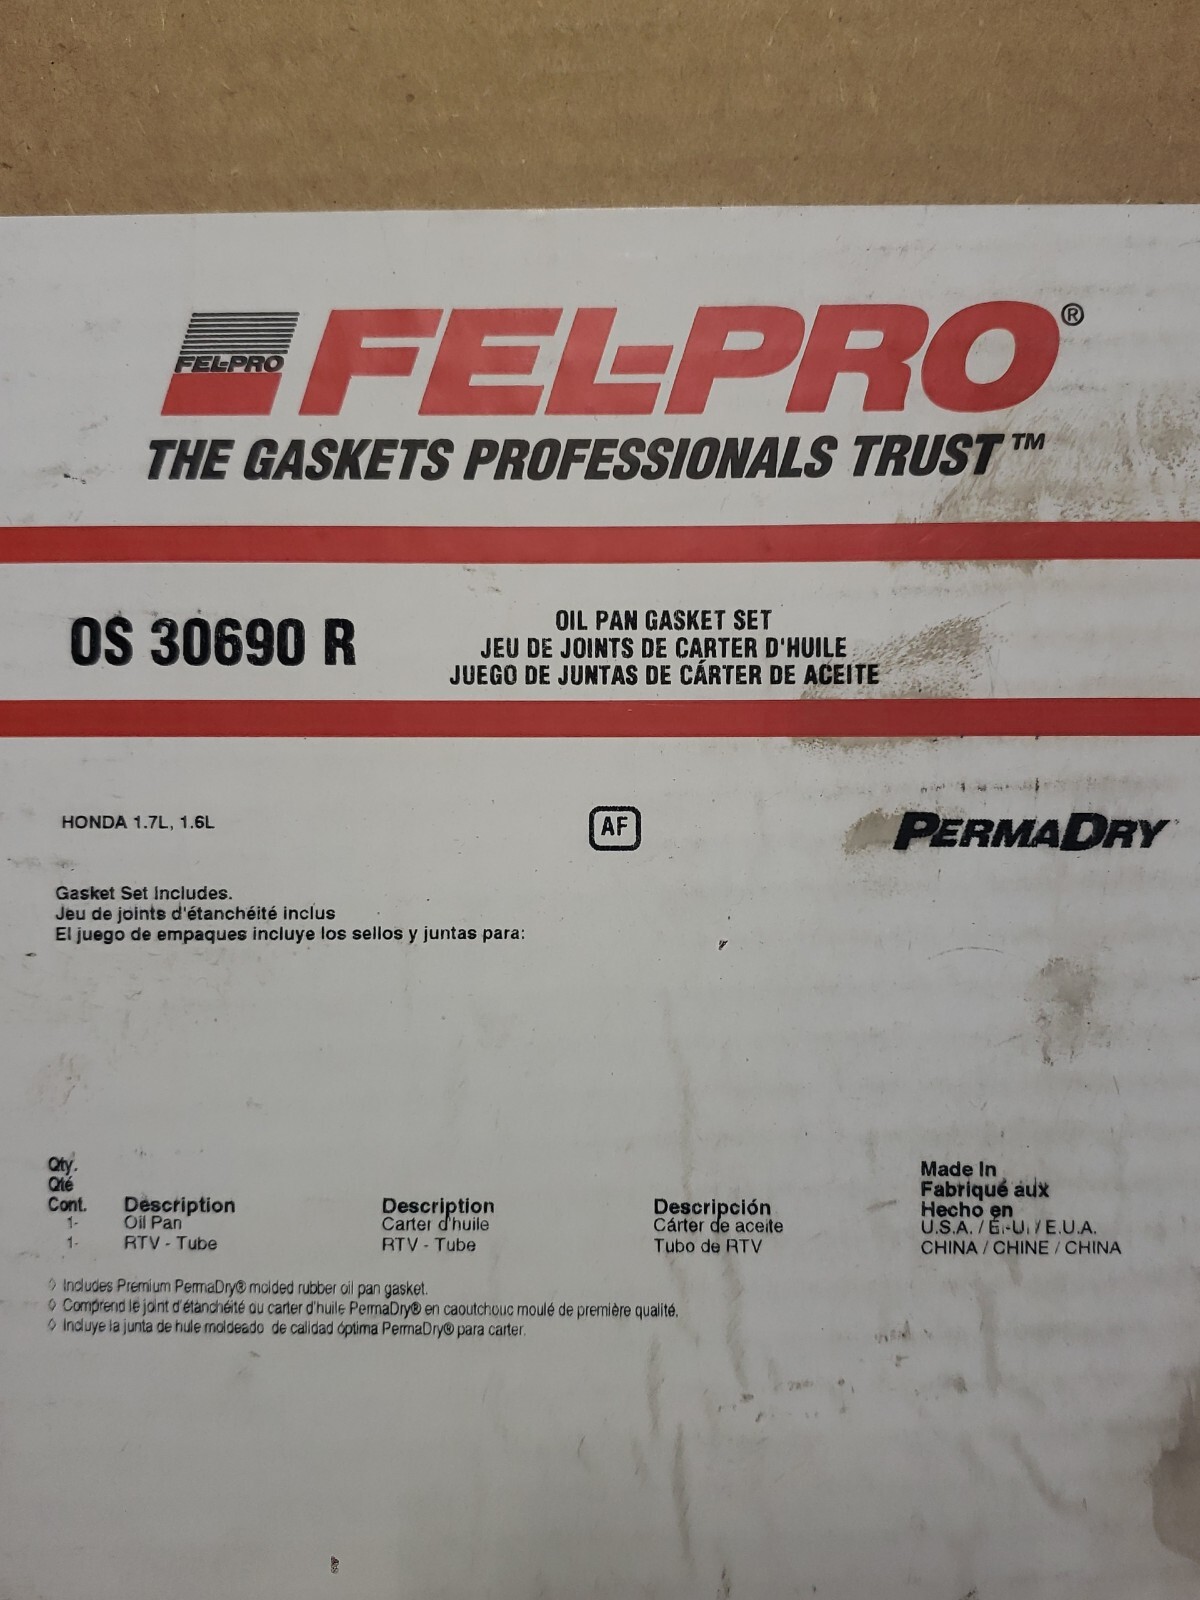 FEL-PRO
FEL-PRO®
THE GASKETS PROFESSIONALS TRUST™
OS 30690 R
OIL PAN GASKET SET
JEU DE JOINTS DE CARTER D'HUILE
JUEGO DE JUNTAS DE CÁRTER DE ACEITE
HONDA 1.7L, 1.6L
AF
PERMADRY
Gasket Set Includes.
Jeu de joints d'étanchéité inclus
El juego de empaques incluye los sellos y juntas para:
Qty.
Qté
Cont. Description Description Descripción
1- Oil Pan Carter d'huile Cárter de aceite
1- RTV - Tube RTV - Tube Tubo de RTV
Made In
Fabriqué aux
Hecho en
U.S.A. / É.-U. / E.U.A.
CHINA / CHINE / CHINA
◊ Includes Premium PermaDry® molded rubber oil pan gasket.
◊ Comprend le joint d'étanchéité au carter d'huile PermaDry® en caoutchouc moulé de première qualité.
◊ Incluye la junta de hule moldeado de calidad óptima PermaDry® para carter.